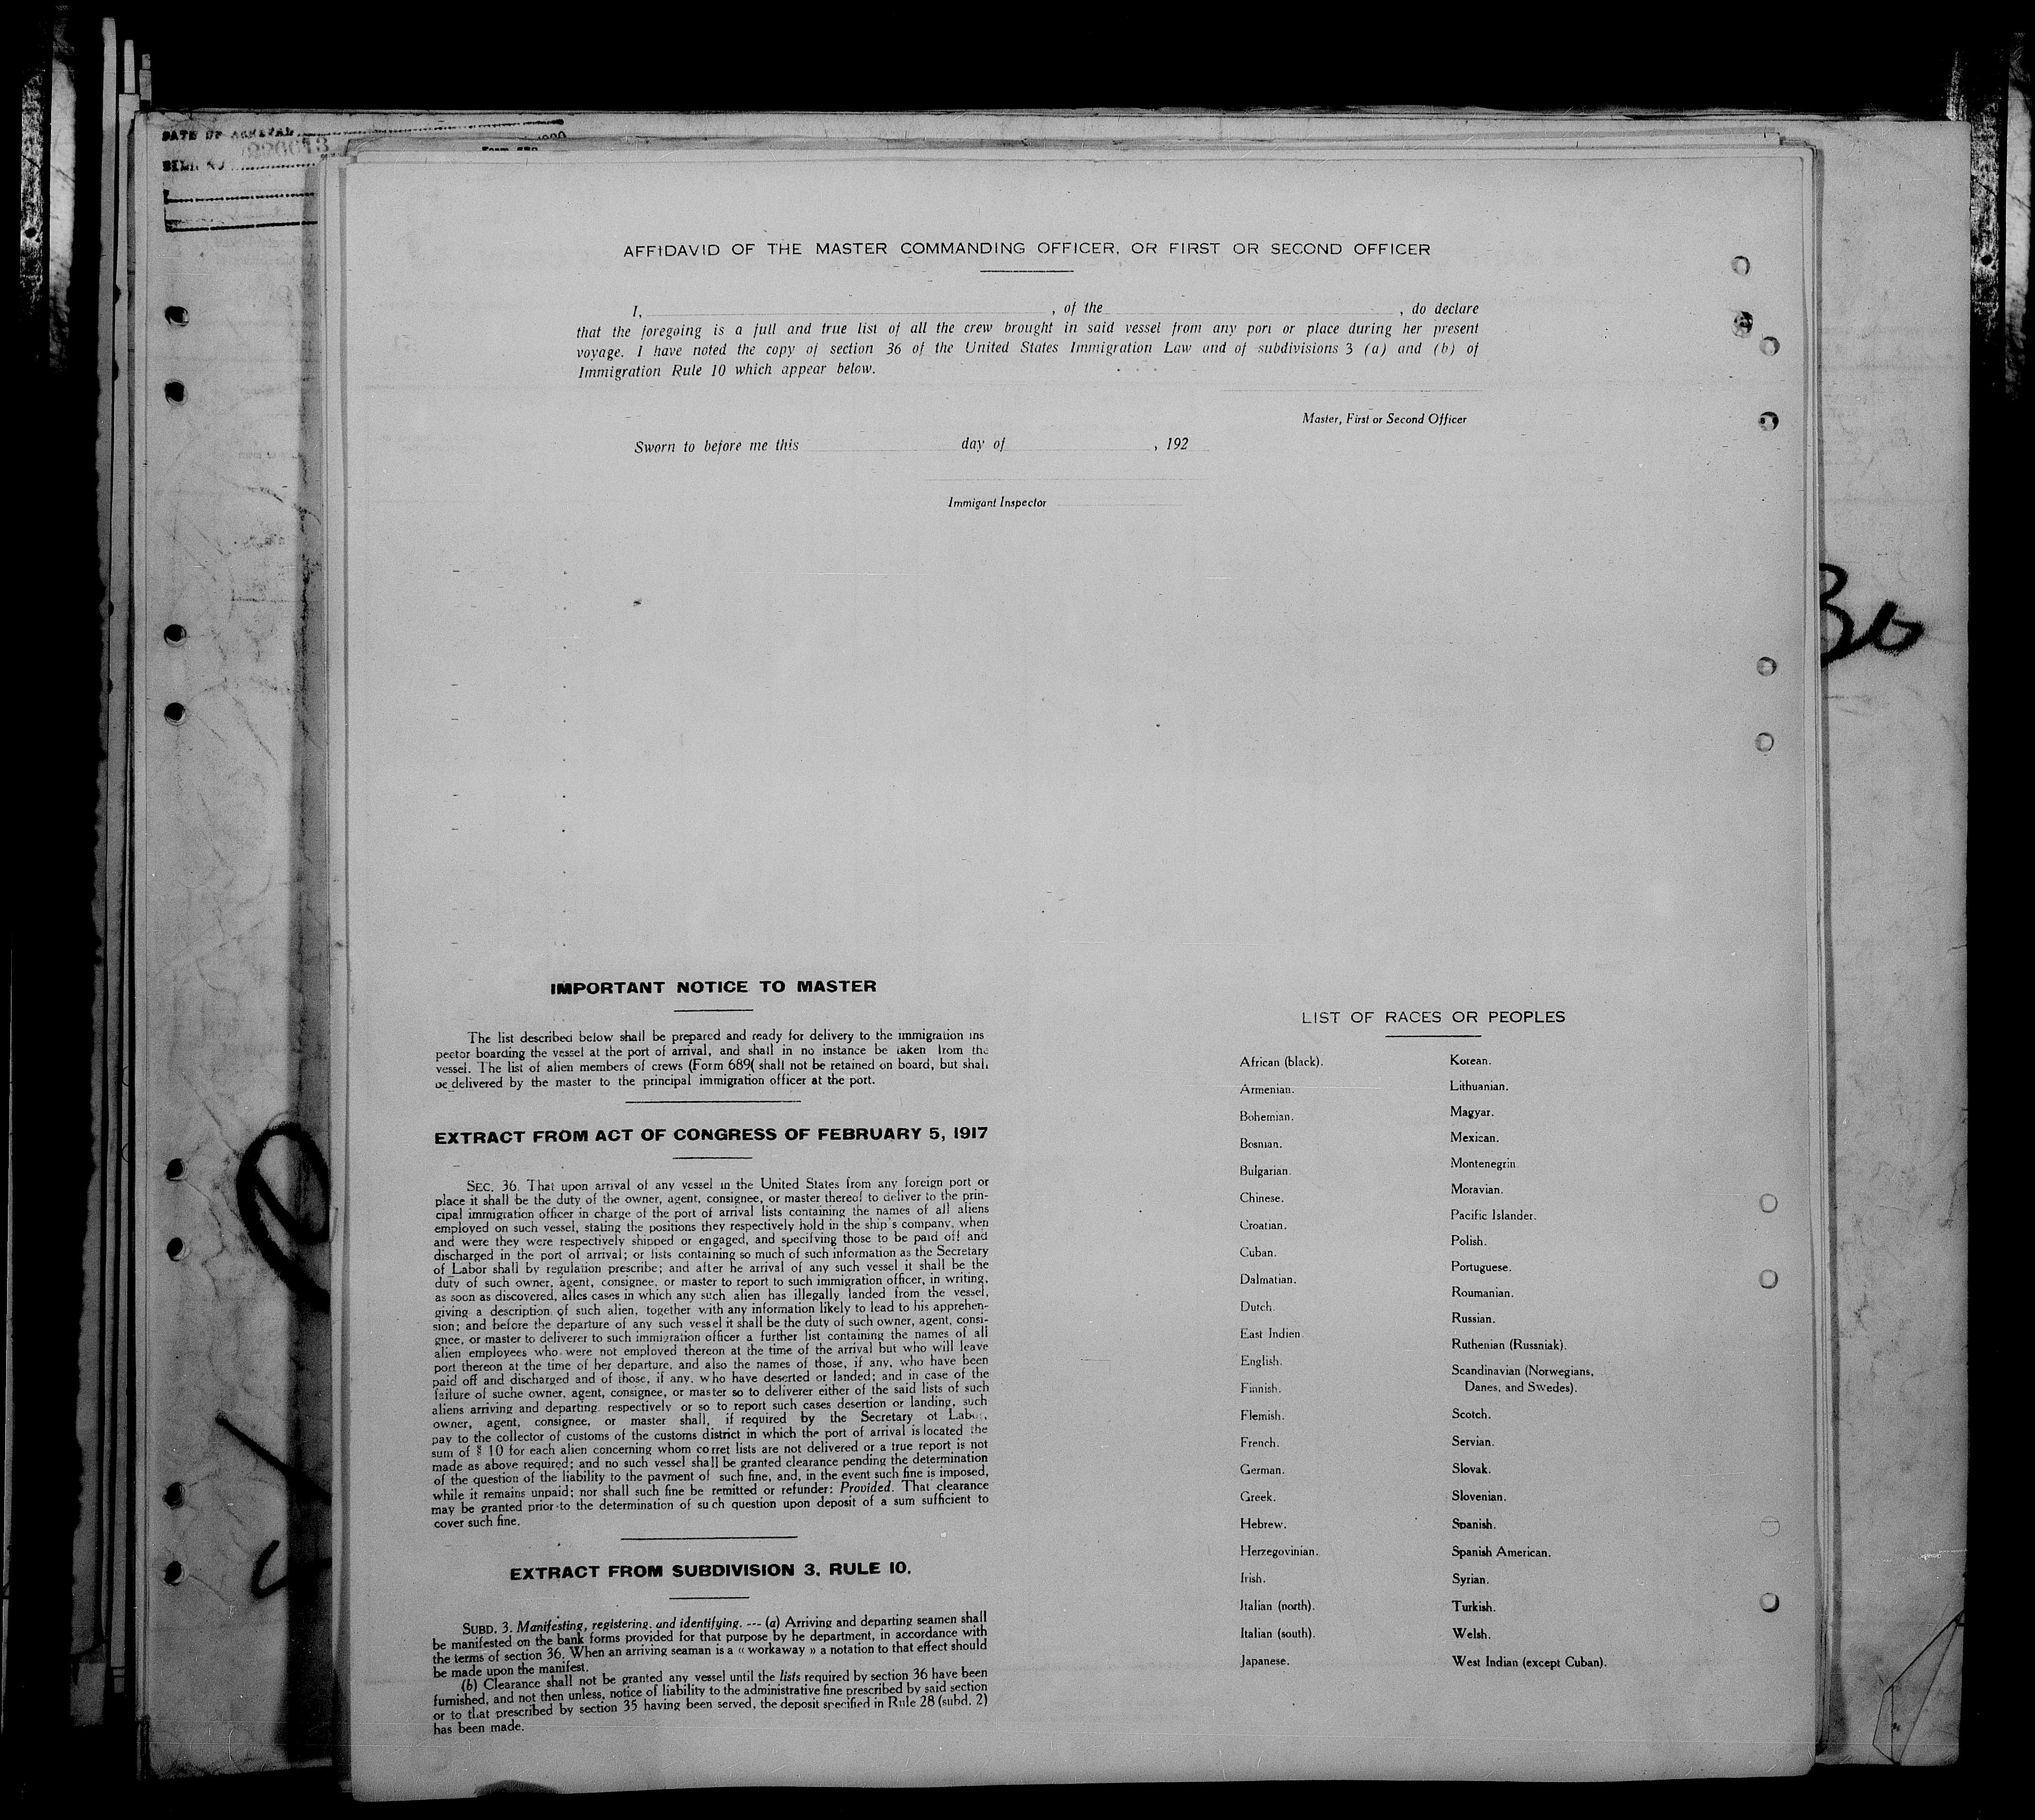 DATE OF ARRIVAL
AFFIDAVID OF THE MASTER COMMANDING OFFICER, OR FIRST OR SECOND OFFICER
I, , of the , do declare
that the foregoing is a full and true list of all the crew brought in said vessel from any port or place during her present
voyage. I have noted the copy of section 36 of the United States Immigration Law and of subdivisions 3 (a) and (b) of
Immigration Rule 10 which appear below.
Master, First or Second Officer
Sworn to before me this day of , 192
Immigant Inspector
30
IMPORTANT NOTICE TO MASTER
The list described below shall be prepared and ready for delivery to the immigration ins
pector boarding the vessel at the port of arrival, and shall in no instance be taken from the
vessel. The list of alien members of crews (Form 689( shall not be retained on board, but shall
be delivered by the master to the principal immigration officer at the port.
EXTRACT FROM ACT OF CONGRESS OF FEBRUARY 5, 1917
SEC. 36. That upon arrival of any vessel in the United States from any foreign port or
place it shall be the duty of the owner, agent, consignee, or master thereof to deliver to the prin-
cipal immigration officer in charge of the port of arrival lists containing the names of all aliens
employed on such vessel, stating the positions they respectively hold in the ship's company, when
and were they were respectively shipped or engaged, and specifying those to be paid off and
discharged in the port of arrival; or lists containing so much of such information as the Secretary
of Labor shall by regulation prescribe; and after he arrival of any such vessel it shall be the
duty of such owner, agent, consignee, or master to report to such immigration officer, in writing,
as soon as discovered, alles cases in which any such alien has illegally landed from the vessel,
giving a description of such alien, together with any information likely to lead to his apprehen-
sion; and before the departure of any such vessel it shall be the duty of such owner, agent, consi-
gnee, or master to deliverer to such immigration officer a further list containing the names of all
alien employees who were not employed thereon at the time of the arrival but who will leave
port thereon at the time of her departure, and also the names of those, if any, who have been
paid off and discharged and of those, if any. who have deserted or landed; and in case of the
failure of suche owner, agent, consignee, or master so to deliverer either of the said lists of such
aliens arriving and departing. respectively or so to report such cases desertion or landing, such
owner, agent, consignee, or master shall, if required by the Secretary ot Labor,
pay to the collector of customs of the customs district in which the port of arrival is located the
sum of $ 10 for each alien concerning whom corret lists are not delivered or a true report is not
made as above required; and no such vessel shall be granted clearance pending the determination
of the question of the liability to the payment of such fine, and, in the event such fine is imposed,
while it remains unpaid; nor shall such fine be remitted or refunder: Provided. That clearance
may be granted prior to the determination of such question upon deposit of a sum sufficient to
cover such fine.
EXTRACT FROM SUBDIVISION 3. RULE 10.
SUBD. 3. Manifesting, registering. and identifying. --- (a) Arriving and departing seamen shall
be manifested on the bank forms provided for that purpose by he department, in accordance with
the terms of section 36. When an arriving seaman is a « workaway » a notation to that effect should
be made upon the manifest.
(b) Clearance shall not be granted any vessel until the lists required by section 36 have been
furnished, and not then unless, notice of liability to the administrative fine prescribed by said section
or to that prescribed by section 35 having been served, the deposit specified in Rule 28 (subd. 2)
has been made.
LIST OF RACES OR PEOPLES
African (black).
Armenian.
Bohemian.
Bosnian.
Bulgarian.
Chinese.
Croatian.
Cuban.
Dalmatian.
Dutch.
East Indien.
English.
Finnish.
Flemish.
French.
German.
Greek.
Hebrew.
Herzegovinian.
Irish.
Italian (north).
Italian (south).
Japanese.
Korean.
Lithuanian.
Magyar.
Mexican.
Montenegrin.
Moravian.
Pacific Islander.
Polish.
Portuguese.
Roumanian.
Russian.
Ruthenian (Russniak).
Scandinavian (Norwegians,
Danes, and Swedes).
Scotch.
Servian.
Slovak.
Slovenian.
Spanish.
Spanish American.
Syrian.
Turkish.
Welsh.
West Indian (except Cuban).